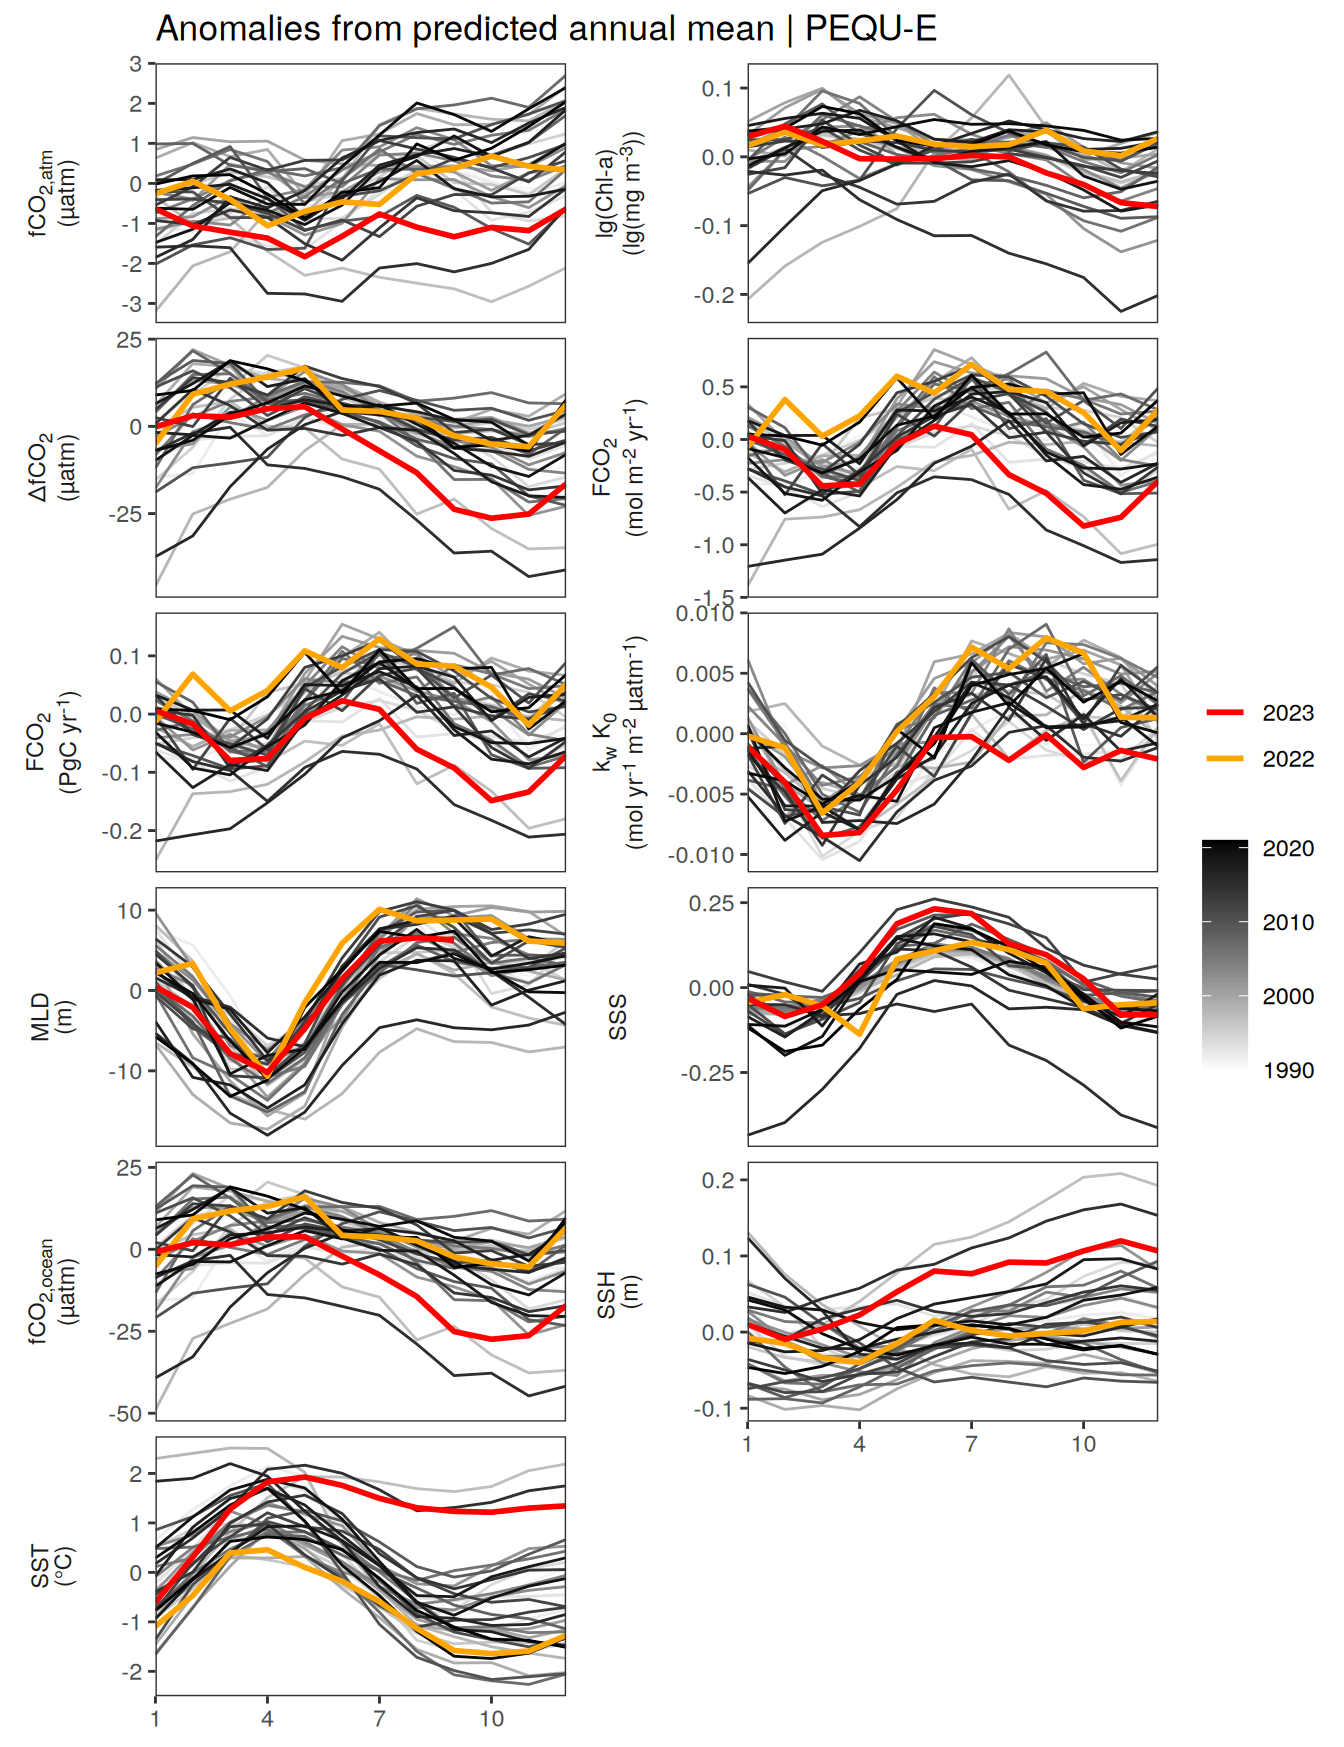 Anomalies from predicted annual mean | PEQU-E
fCO2,atm
(µatm)
3
2
1
0
-1
-2
-3
lg(Chl-a)
(lg(mg m-3))
0.1
0.0
-0.1
-0.2
ΔfCO2
(µatm)
25
0
-25
FCO2
(mol m-2 yr-1)
0.5
0.0
-0.5
-1.0
-1.5
FCO2
(PgC yr-1)
0.1
0.0
-0.1
-0.2
kw K0
(mol yr-1 m-2 µatm-1)
0.010
0.005
0.000
-0.005
-0.010
MLD
(m)
10
0
-10
SSS
0.25
0.00
-0.25
fCO2,ocean
(µatm)
25
0
-25
-50
SSH
(m)
0.2
0.1
0.0
-0.1
1 4 7 10
SST
(°C)
2
1
0
-1
-2
1 4 7 10
2023
2022
2020
2010
2000
1990